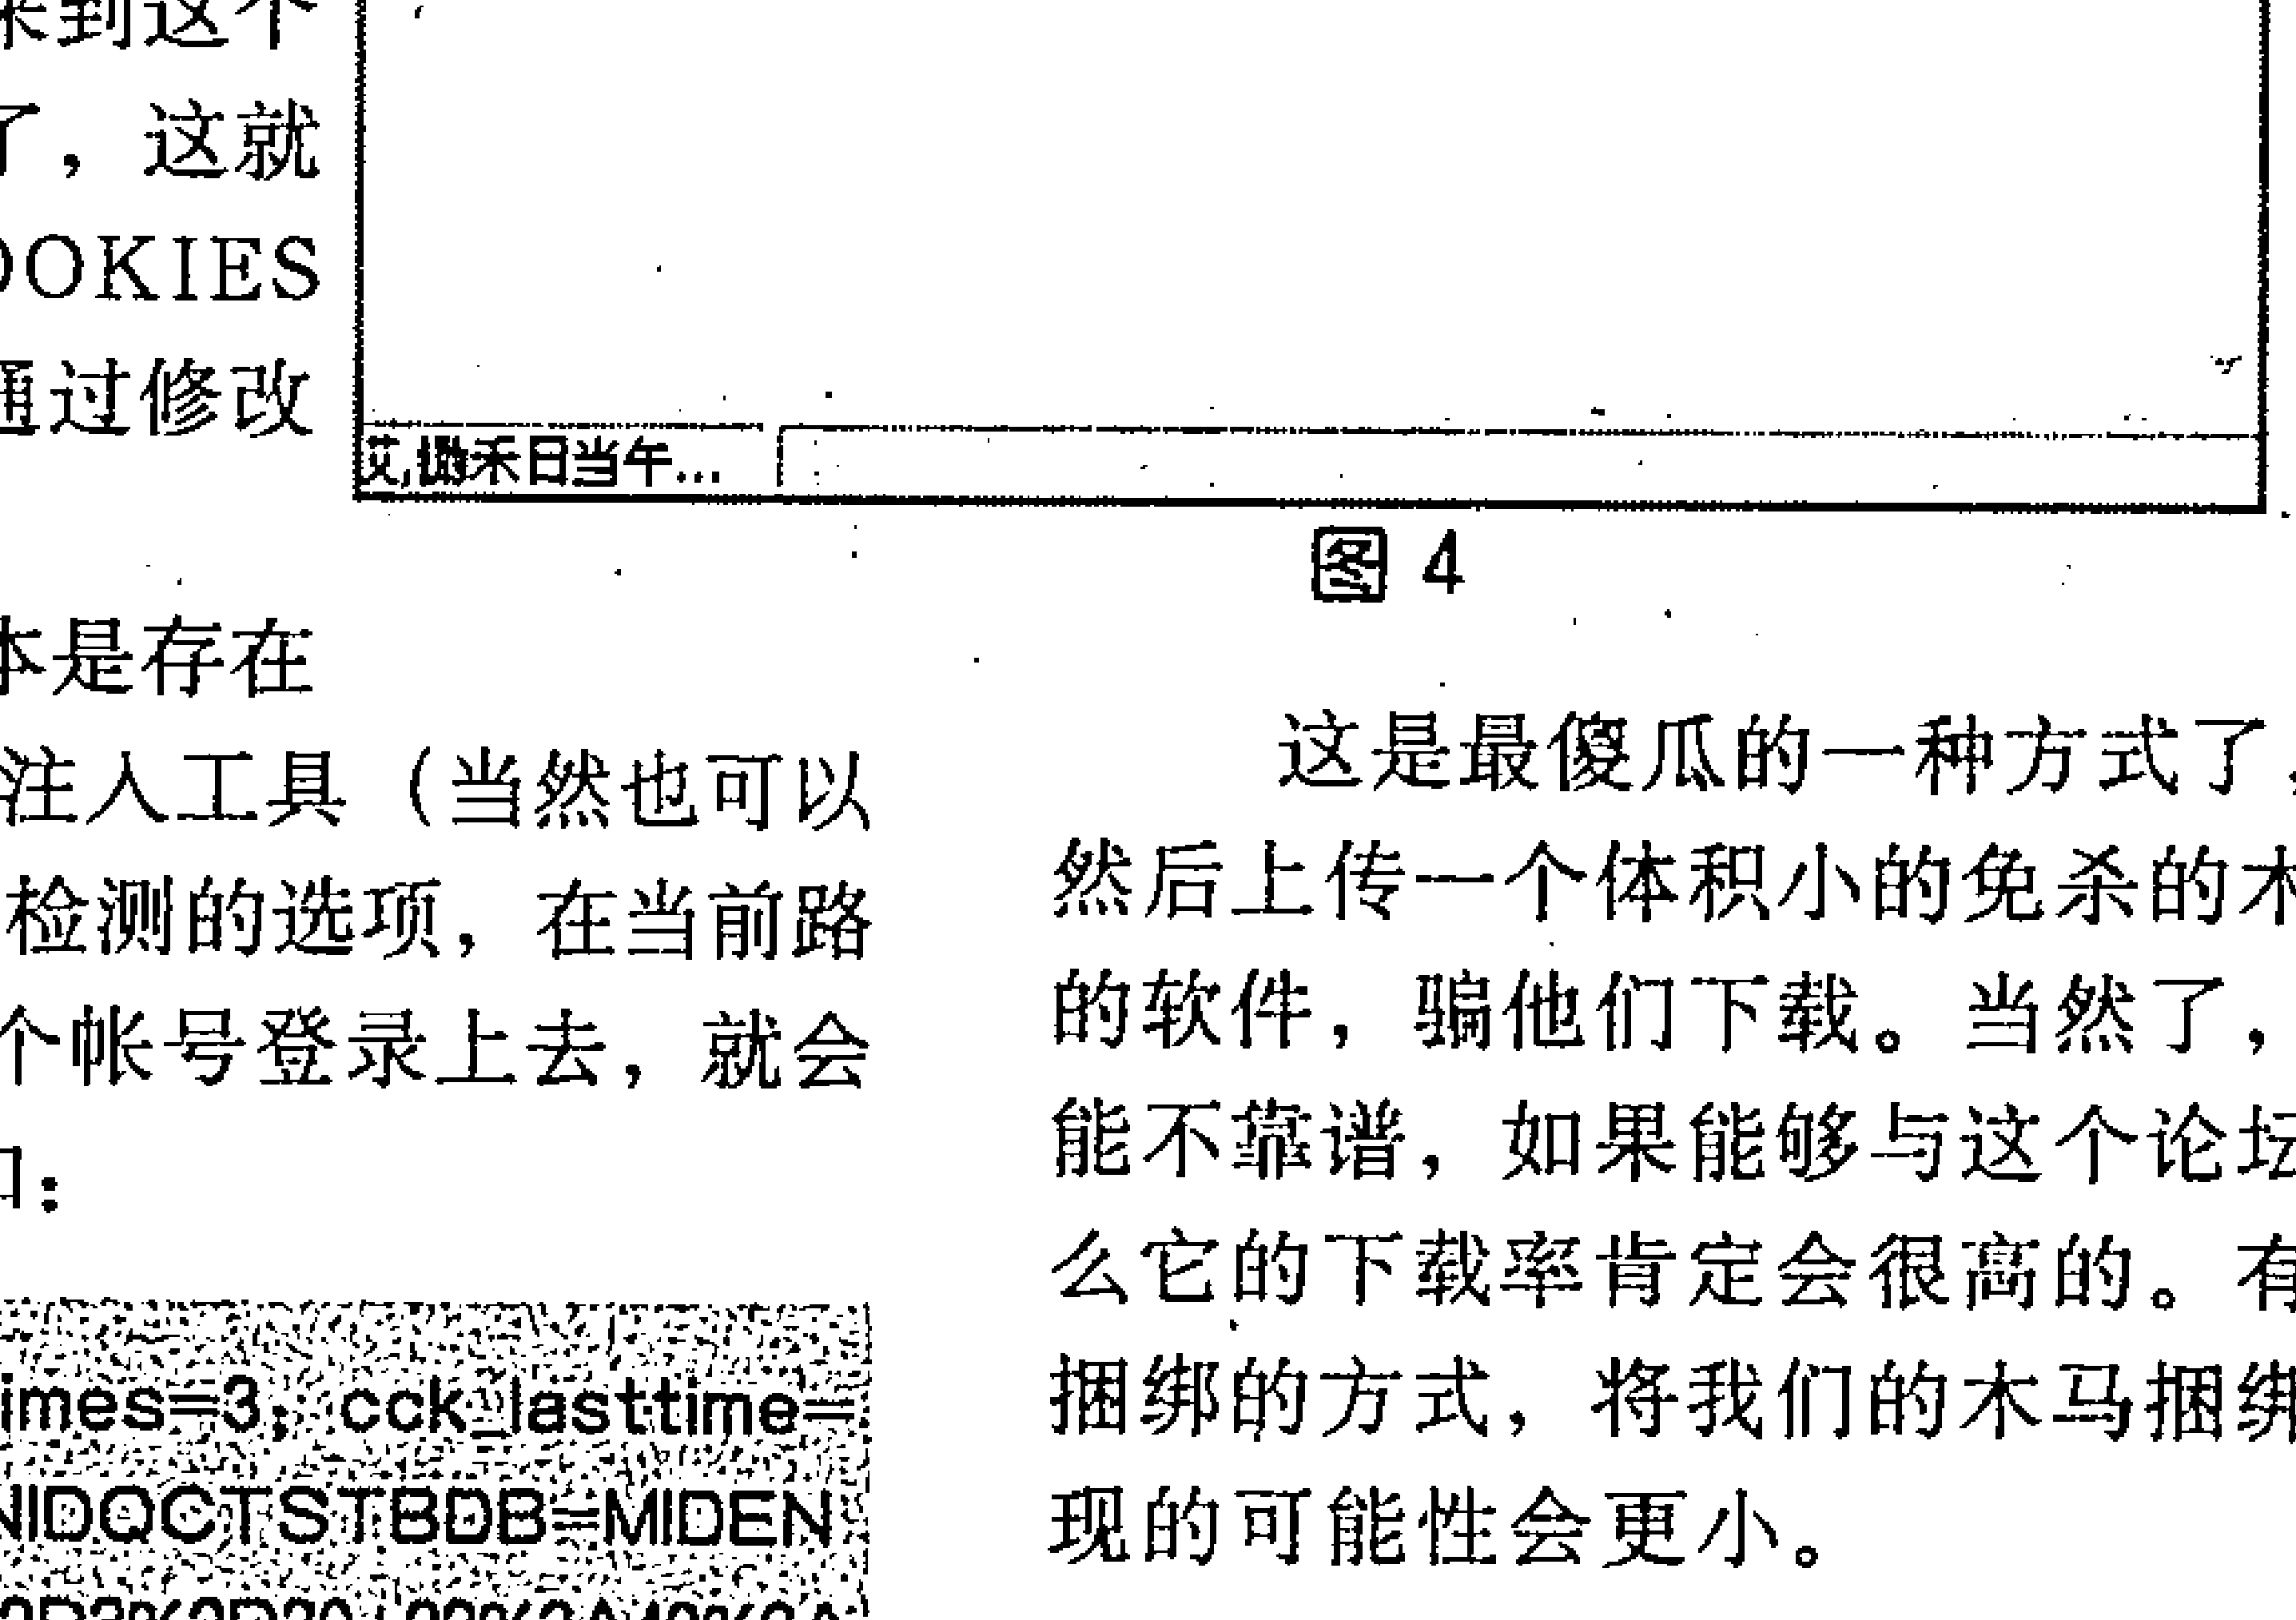 来到这个
了，这就
OOKIES
通过修改
艾,锄禾日当午...
图 4
本是存在
注入工具（当然也可以
检测的选项，在当前路
个帐号登录上去，就会
：
imes=3; cck_lasttime=
NIDQCTSTBDB=MIDEN
这是最傻瓜的一种方式了，
然后上传一个体积小的免杀的木
的软件，骗他们下载。当然了，
能不靠谱，如果能够与这个论坛
么它的下载率肯定会很高的。有
捆绑的方式，将我们的木马捆绑
现的可能性会更小。